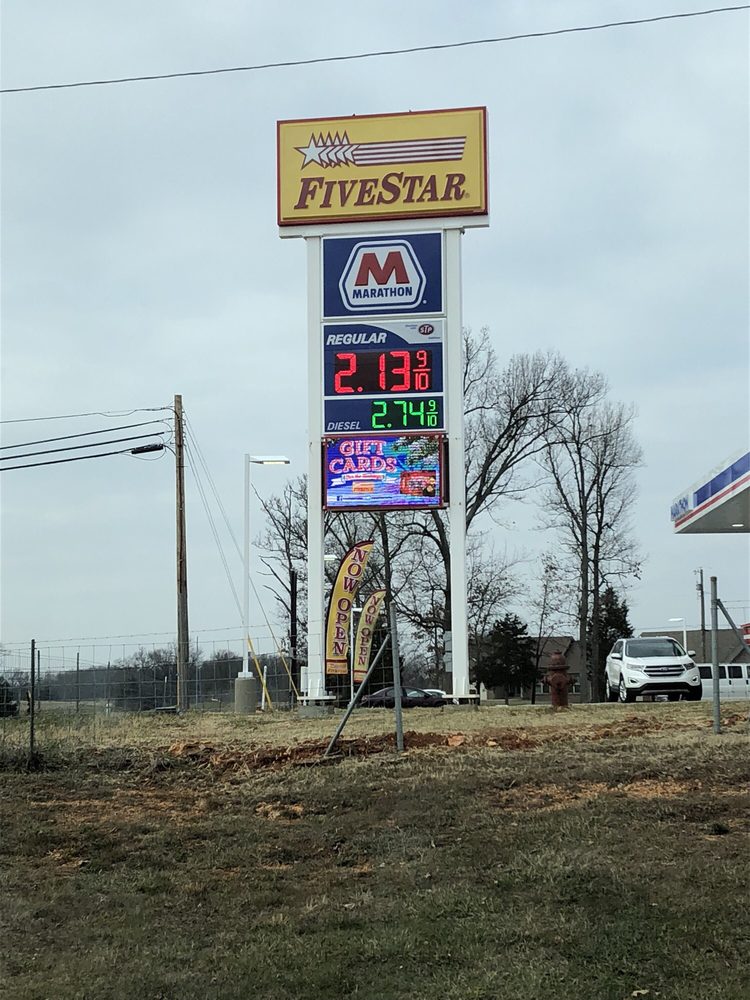 FIVESTAR
M
MARATHON
REGULAR
STP
2.13 9/10
DIESEL 2.74 9/10
GIFT
CARDS
NOW OPEN
NOW OPEN
MARATHON